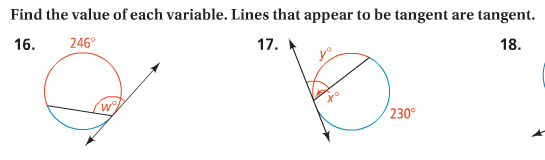 Find the value of each variable. Lines that appear to be tangent are tangent.
16. 246° 17. 18.
y°
w° x°
230°